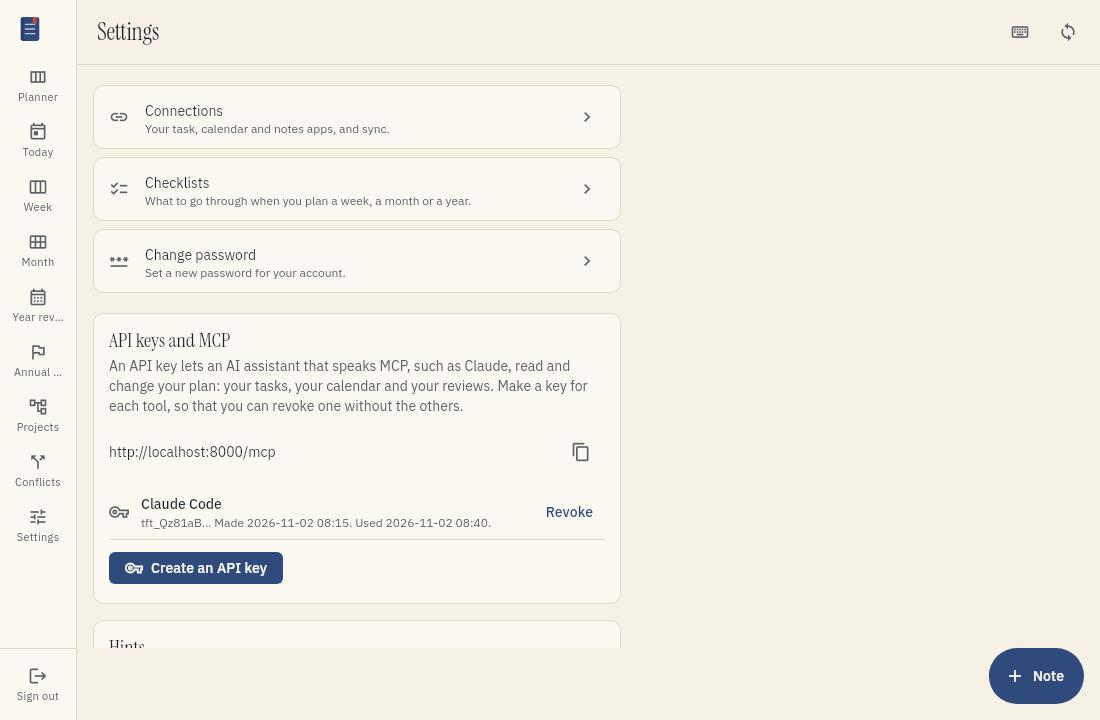 Settings
Planner
Today
Week
Month
Year rev...
Annual ...
Projects
Conflicts
Settings
Sign out
Connections
Your task, calendar and notes apps, and sync.
Checklists
What to go through when you plan a week, a month or a year.
Change password
Set a new password for your account.
API keys and MCP
An API key lets an AI assistant that speaks MCP, such as Claude, read and
change your plan: your tasks, your calendar and your reviews. Make a key for
each tool, so that you can revoke one without the others.
http://localhost:8000/mcp
Claude Code
tft_Qz81aB... Made 2026-11-02 08:15. Used 2026-11-02 08:40.
Revoke
Create an API key
Hints
Note